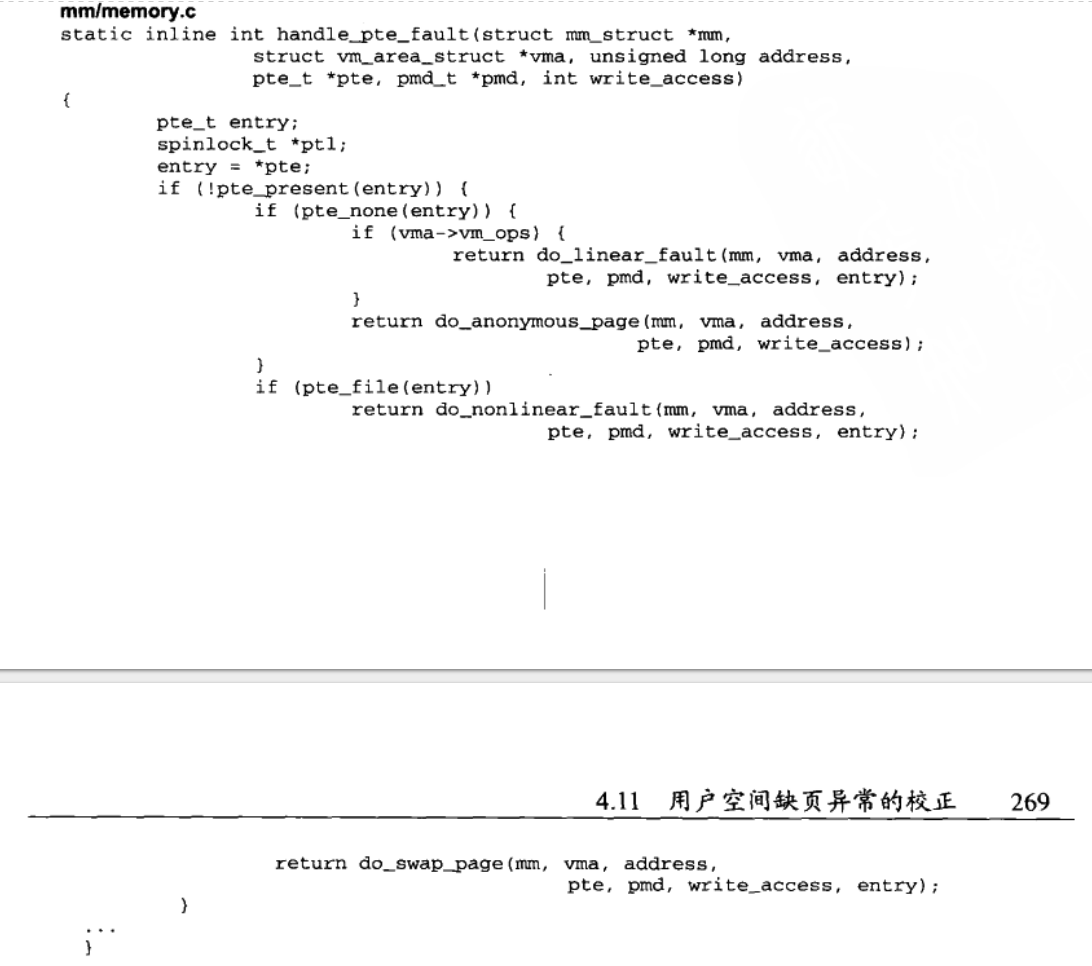 mm/memory.c
static inline int handle_pte_fault(struct mm_struct *mm,
struct vm_area_struct *vma, unsigned long address,
pte_t *pte, pmd_t *pmd, int write_access)
{
pte_t entry;
spinlock_t *ptl;
entry = *pte;
if (!pte_present(entry)) {
if (pte_none(entry)) {
if (vma->vm_ops) {
return do_linear_fault(mm, vma, address,
pte, pmd, write_access, entry);
}
return do_anonymous_page(mm, vma, address,
pte, pmd, write_access);
}
if (pte_file(entry))
return do_nonlinear_fault(mm, vma, address,
pte, pmd, write_access, entry);
4.11 用户空间缺页异常的校正 269
return do_swap_page(mm, vma, address,
pte, pmd, write_access, entry);
}
...
}